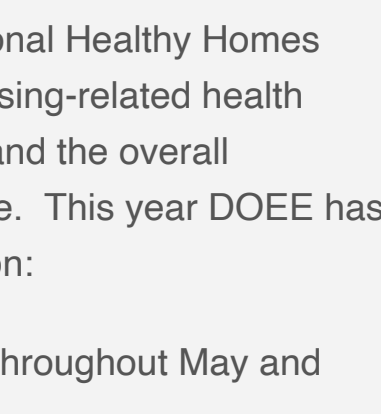 onal Healthy Homes
sing-related health
and the overall
e. This year DOEE has
on:
hroughout May and